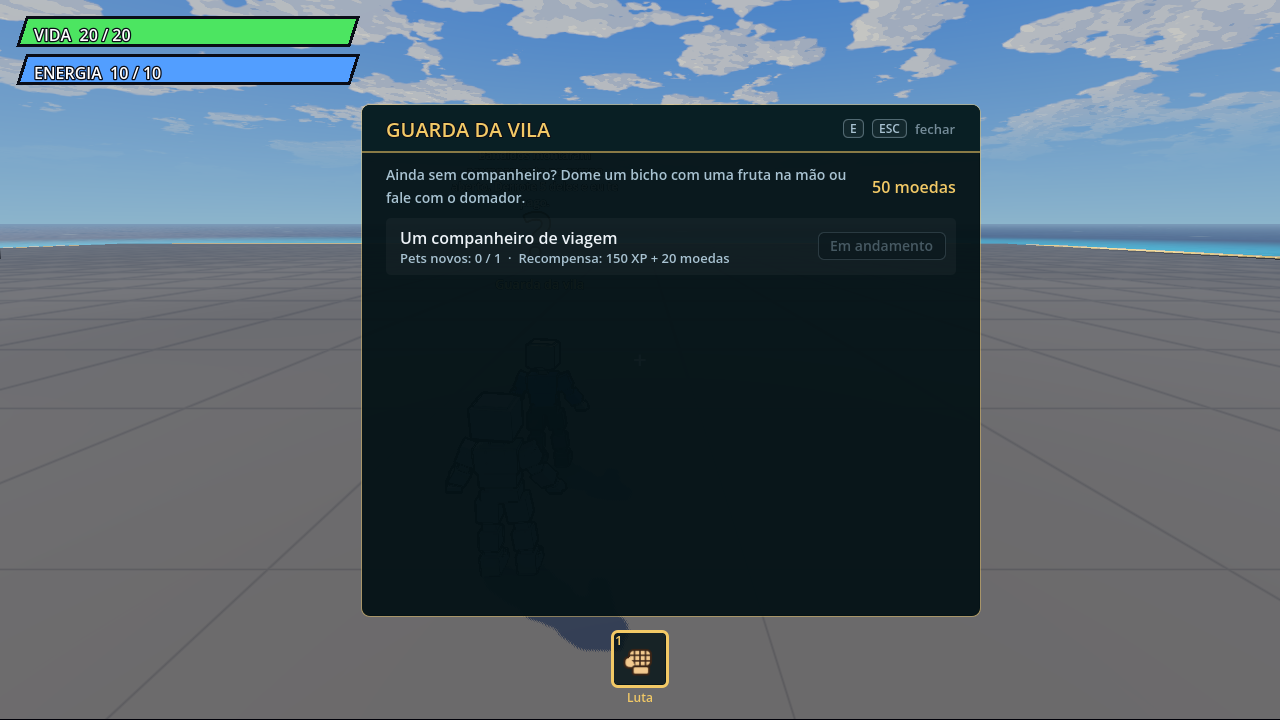 VIDA 20 / 20
ENERGIA 10 / 10
GUARDA DA VILA
E ESC fechar
Ainda sem companheiro? Dome um bicho com uma fruta na mão ou
fale com o domador.
50 moedas
Um companheiro de viagem
Pets novos: 0 / 1 · Recompensa: 150 XP + 20 moedas
Em andamento
1
Luta